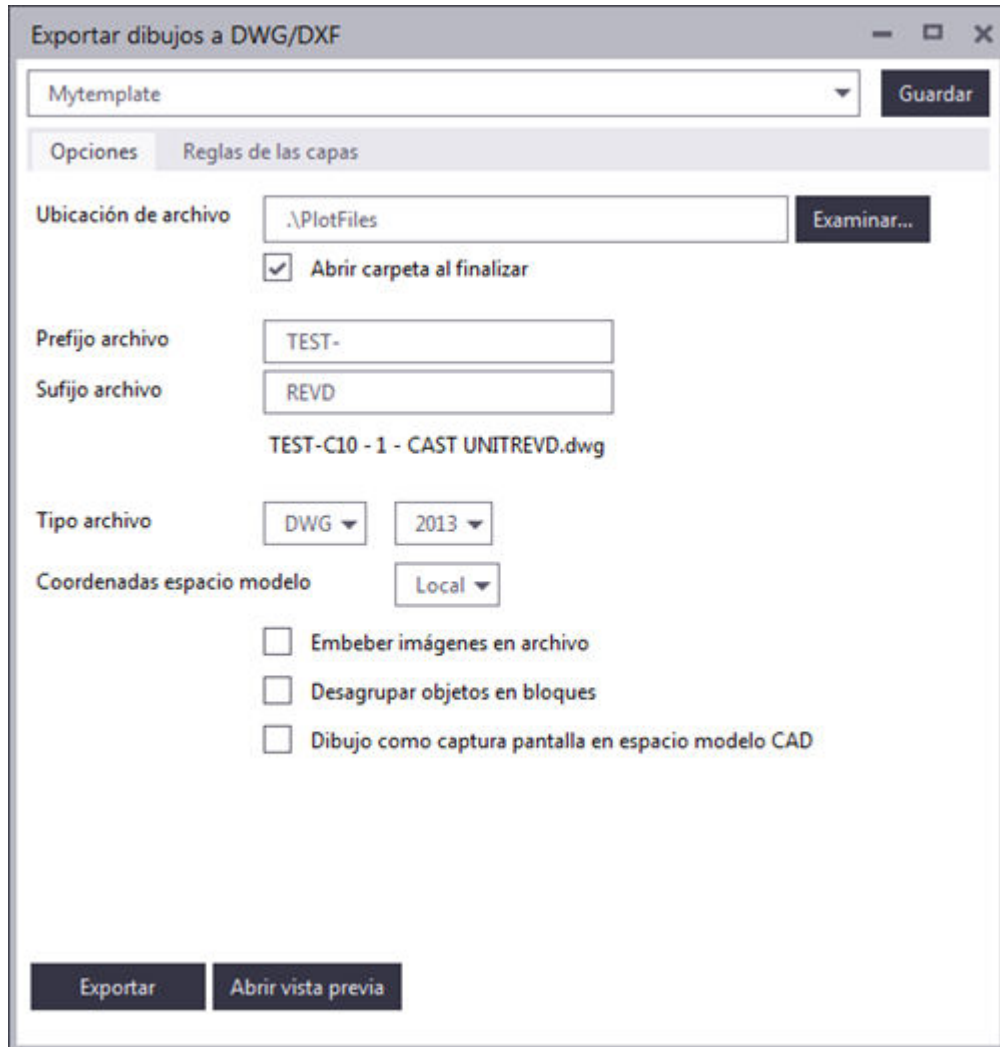 Exportar dibujos a DWG/DXF
Mytemplate
Guardar
Opciones Reglas de las capas
Ubicación de archivo .\PlotFiles Examinar...
Abrir carpeta al finalizar
Prefijo archivo TEST-
Sufijo archivo REVD
TEST-C10 - 1 - CAST UNITREVD.dwg
Tipo archivo DWG 2013
Coordenadas espacio modelo Local
Embeber imágenes en archivo
Desagrupar objetos en bloques
Dibujo como captura pantalla en espacio modelo CAD
Exportar Abrir vista previa